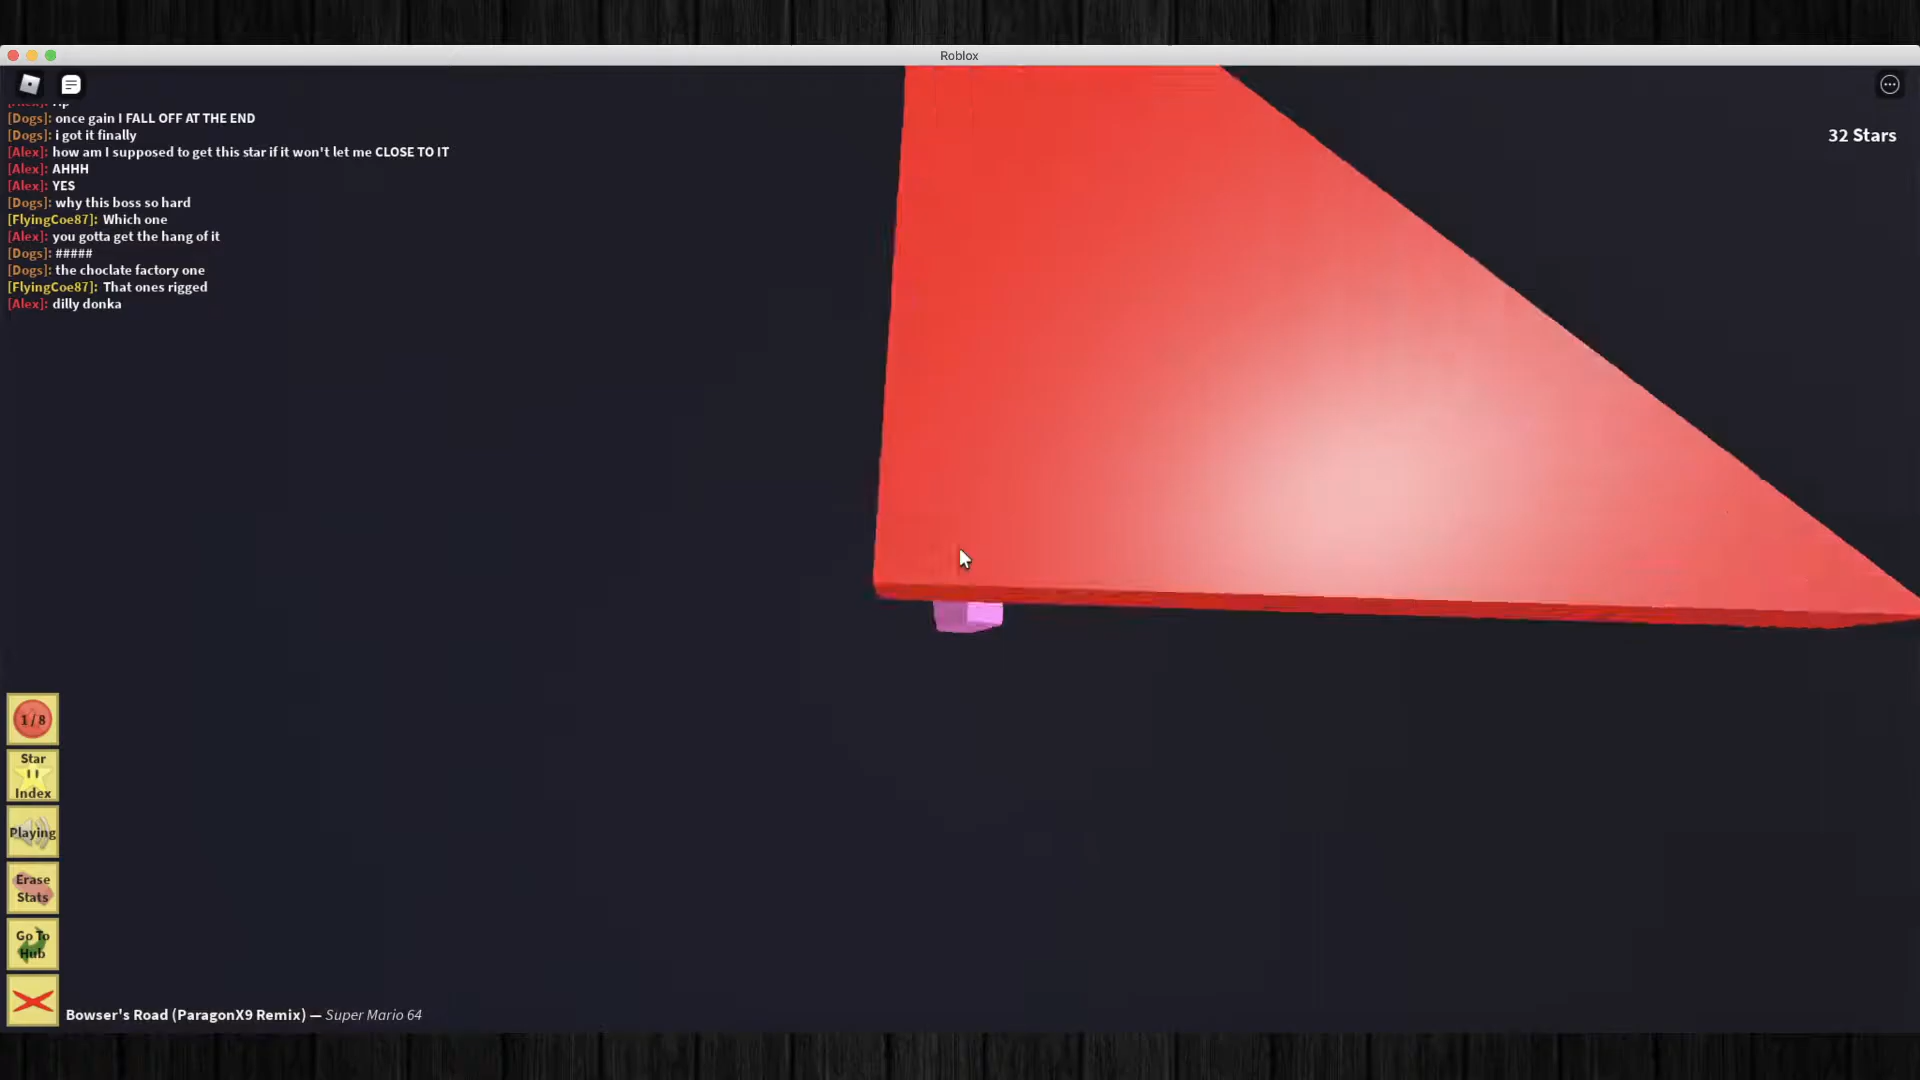 Roblox
[Dogs]: once gain I FALL OFF AT THE END
[Dogs]: i got it finally
[Alex]: how am I supposed to get this star if it won't let me CLOSE TO IT
[Alex]: AHHH
[Alex]: YES
[Dogs]: why this boss so hard
[FlyingCoe87]: Which one
[Alex]: you gotta get the hang of it
[Dogs]: #####
[Dogs]: the choclate factory one
[FlyingCoe87]: That ones rigged
[Alex]: dilly donka
32 Stars
1/8
Star
Index
Playing
Erase
Stats
Go To
Hub
Bowser's Road (ParagonX9 Remix) — Super Mario 64